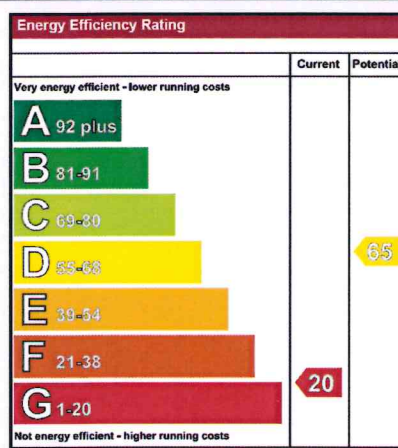 Energy Efficiency Rating
Current Potentia
Very energy efficient - lower running costs
A 92 plus
B 81-91
C 69-80
D 55-68
65
E 39-54
F 21-38
20
G 1-20
Not energy efficient - higher running costs